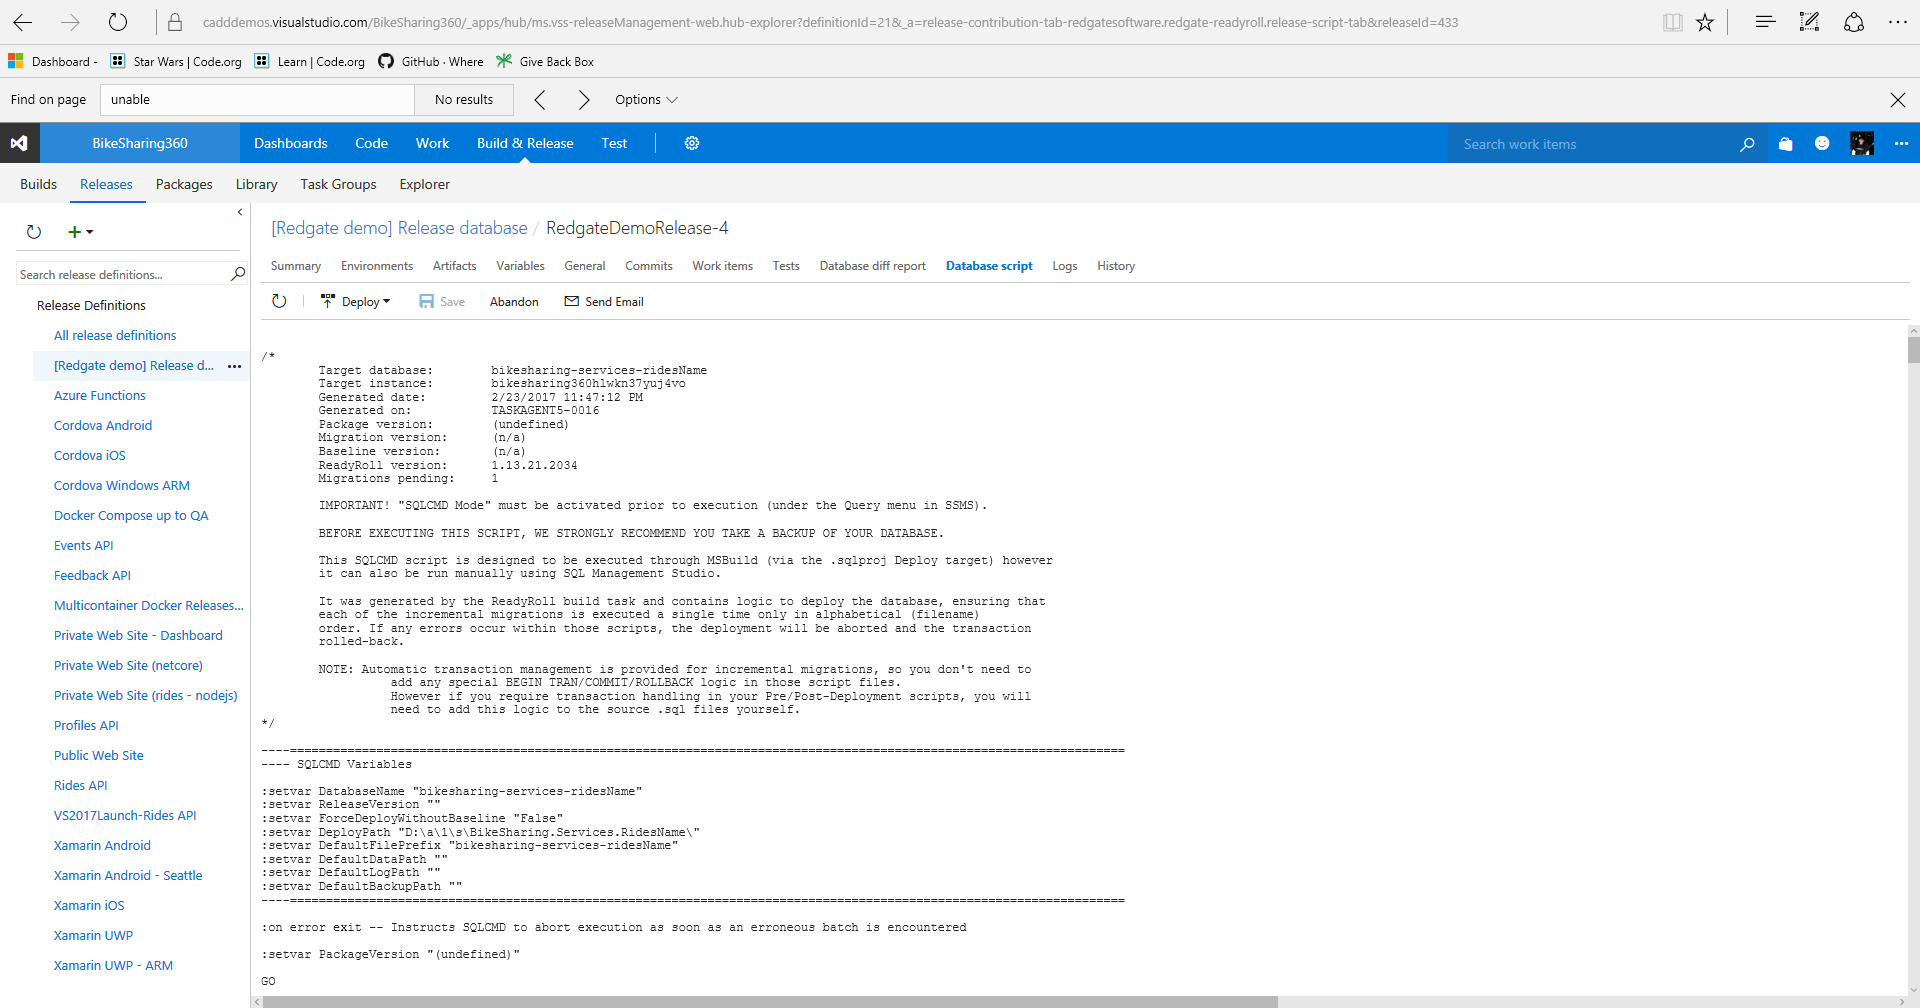 cadddemos.visualstudio.com/BikeSharing360/_apps/hub/ms.vss-releaseManagement-web.hub-explorer?definitionId=21&_a=release-contribution-tab-redgatesoftware.redgate-readyroll.release-script-tab&releaseId=433
Dashboard - Star Wars | Code.org Learn | Code.org GitHub · Where Give Back Box
Find on page unable No results Options
BikeSharing360 Dashboards Code Work Build & Release Test Search work items
Builds Releases Packages Library Task Groups Explorer
[Redgate demo] Release database / RedgateDemoRelease-4
Summary Environments Artifacts Variables General Commits Work items Tests Database diff report Database script Logs History
Deploy Save Abandon Send Email
Search release definitions...
Release Definitions
All release definitions
[Redgate demo] Release d... ...
Azure Functions
Cordova Android
Cordova iOS
Cordova Windows ARM
Docker Compose up to QA
Events API
Feedback API
Multicontainer Docker Releases...
Private Web Site - Dashboard
Private Web Site (netcore)
Private Web Site (rides - nodejs)
Profiles API
Public Web Site
Rides API
VS2017Launch-Rides API
Xamarin Android
Xamarin Android - Seattle
Xamarin iOS
Xamarin UWP
Xamarin UWP - ARM
/*
Target database: bikesharing-services-ridesName
Target instance: bikesharing360hlwkn37yuj4vo
Generated date: 2/23/2017 11:47:12 PM
Generated on: TASKAGENT5-0016
Package version: (undefined)
Migration version: (n/a)
Baseline version: (n/a)
ReadyRoll version: 1.13.21.2034
Migrations pending: 1
IMPORTANT! "SQLCMD Mode" must be activated prior to execution (under the Query menu in SSMS).
BEFORE EXECUTING THIS SCRIPT, WE STRONGLY RECOMMEND YOU TAKE A BACKUP OF YOUR DATABASE.
This SQLCMD script is designed to be executed through MSBuild (via the .sqlproj Deploy target) however
it can also be run manually using SQL Management Studio.
It was generated by the ReadyRoll build task and contains logic to deploy the database, ensuring that
each of the incremental migrations is executed a single time only in alphabetical (filename)
order. If any errors occur within those scripts, the deployment will be aborted and the transaction
rolled-back.
NOTE: Automatic transaction management is provided for incremental migrations, so you don't need to
add any special BEGIN TRAN/COMMIT/ROLLBACK logic in those script files.
However if you require transaction handling in your Pre/Post-Deployment scripts, you will
need to add this logic to the source .sql files yourself.
*/
----====================================================================================================================
---- SQLCMD Variables
:setvar DatabaseName "bikesharing-services-ridesName"
:setvar ReleaseVersion ""
:setvar ForceDeployWithoutBaseline "False"
:setvar DeployPath "D:\a\1\s\BikeSharing.Services.RidesName\"
:setvar DefaultFilePrefix "bikesharing-services-ridesName"
:setvar DefaultDataPath ""
:setvar DefaultLogPath ""
:setvar DefaultBackupPath ""
----====================================================================================================================
:on error exit -- Instructs SQLCMD to abort execution as soon as an erroneous batch is encountered
:setvar PackageVersion "(undefined)"
GO